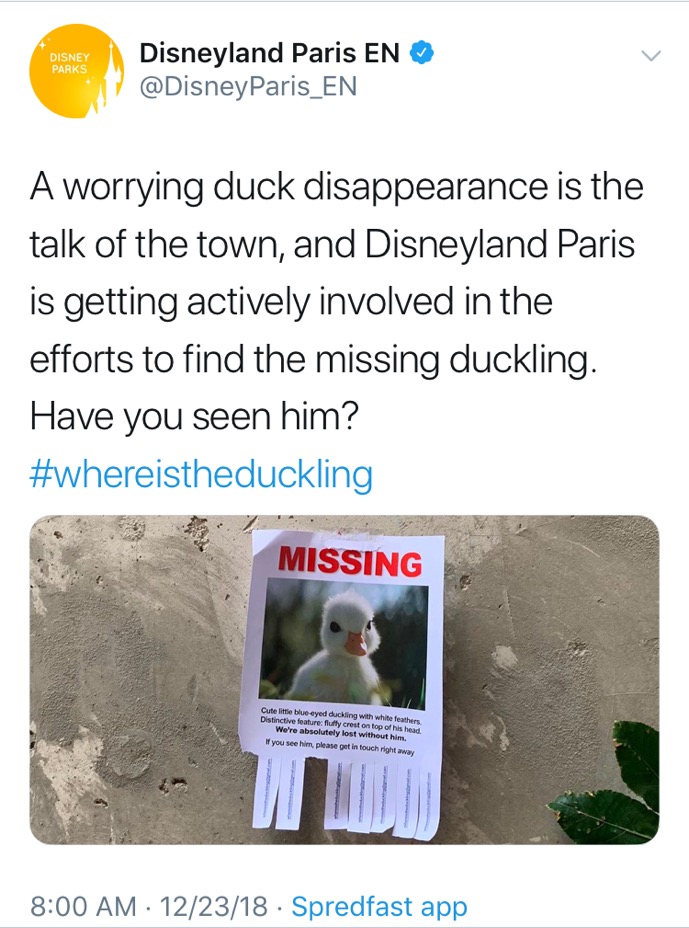 DISNEY
PARKS
Disneyland Paris EN
@DisneyParis_EN
A worrying duck disappearance is the
talk of the town, and Disneyland Paris
is getting actively involved in the
efforts to find the missing duckling.
Have you seen him?
#whereistheduckling
MISSING
Cute little blue-eyed duckling with white feathers.
Distinctive feature: fluffy crest on top of his head.
We're absolutely lost without him.
If you see him, please get in touch right away
8:00 AM · 12/23/18 · Spredfast app